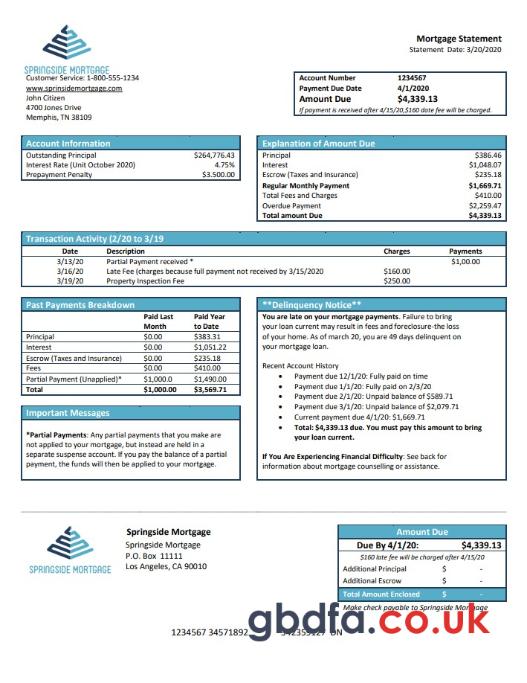 Mortgage Statement
Statement Date: 3/20/2020
SPRINGSIDE MORTGAGE
Customer Service: 1-800-555-1234
www.sprinsidemortgage.com
John Citizen
4700 Jones Drive
Memphis, TN 38109
Account Number 1234567
Payment Due Date 4/1/2020
Amount Due $4,339.13
If payment is received after 4/15/20,$160 date fee will be charged.
Account Information
Outstanding Principal $264,776.43
Interest Rate (Unit October 2020) 4.75%
Prepayment Penalty $3.500.00
Explanation of Amount Due
Principal $386.46
Interest $1,048.07
Escrow (Taxes and Insurance) $235.18
Regular Monthly Payment $1,669.71
Total Fees and Charges $410.00
Overdue Payment $2,259.47
Total amount Due $4,339.13
Transaction Activity (2/20 to 3/19
Date Description Charges Payments
3/13/20 Partial Payment received * $1,00.00
3/16/20 Late Fee (charges because full payment not received by 3/15/2020 $160.00
3/19/20 Property Inspection Fee $250.00
Past Payments Breakdown
Paid Last Month Paid Year to Date
Principal $0.00 $383.31
Interest $0.00 $1,051.22
Escrow (Taxes and Insurance) $0.00 $235.18
Fees $0.00 $410.00
Partial Payment (Unapplied)* $1,000.0 $1,490.00
Total $1,000.00 $3,569.71
Important Messages
*Partial Payments: Any partial payments that you make are
not applied to your mortgage, but instead are held in a
separate suspense account. If you pay the balance of a partial
payment, the funds will then be applied to your mortgage.
**Delinquency Notice**
You are late on your mortgage payments. Failure to bring
your loan current may result in fees and foreclosure-the loss
of your home. As of march 20, you are 49 days delinquent on
your mortgage loan.
Recent Account History
• Payment due 12/1/20: Fully paid on time
• Payment due 1/1/20: Fully paid on 2/3/20
• Payment due 2/1/20: Unpaid balance of $589.71
• Payment due 3/1/20: Unpaid balance of $2,079.71
• Current payment due 4/1/20: $1,669.71
• Total: $4,339.13 due. You must pay this amount to bring
your loan current.
If You Are Experiencing Financial Difficulty: See back for
information about mortgage counselling or assistance.
SPRINGSIDE MORTGAGE
Springside Mortgage
Springside Mortgage
P.O. Box 11111
Los Angeles, CA 90010
Amount Due
Due By 4/1/20: $4,339.13
$160 late fee will be charged after 4/15/20
Additional Principal $ -
Additional Escrow $ -
Total Amount Enclosed $ -
Make check payable to Springside Mortgage
gbdfa.co.uk
1234567 34571892